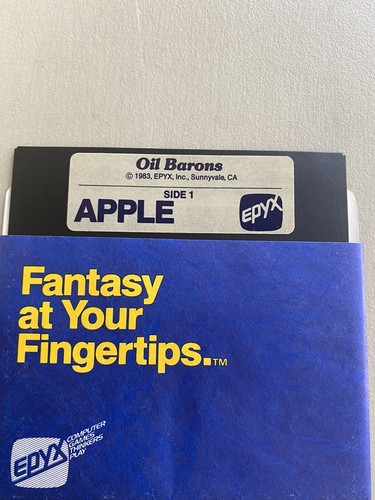 Oil Barons
© 1983, EPYX, Inc., Sunnyvale, CA
SIDE 1
APPLE
EPYX
Fantasy
at Your
Fingertips.™
EPYX
COMPUTER
GAMES
THINKERS
PLAY